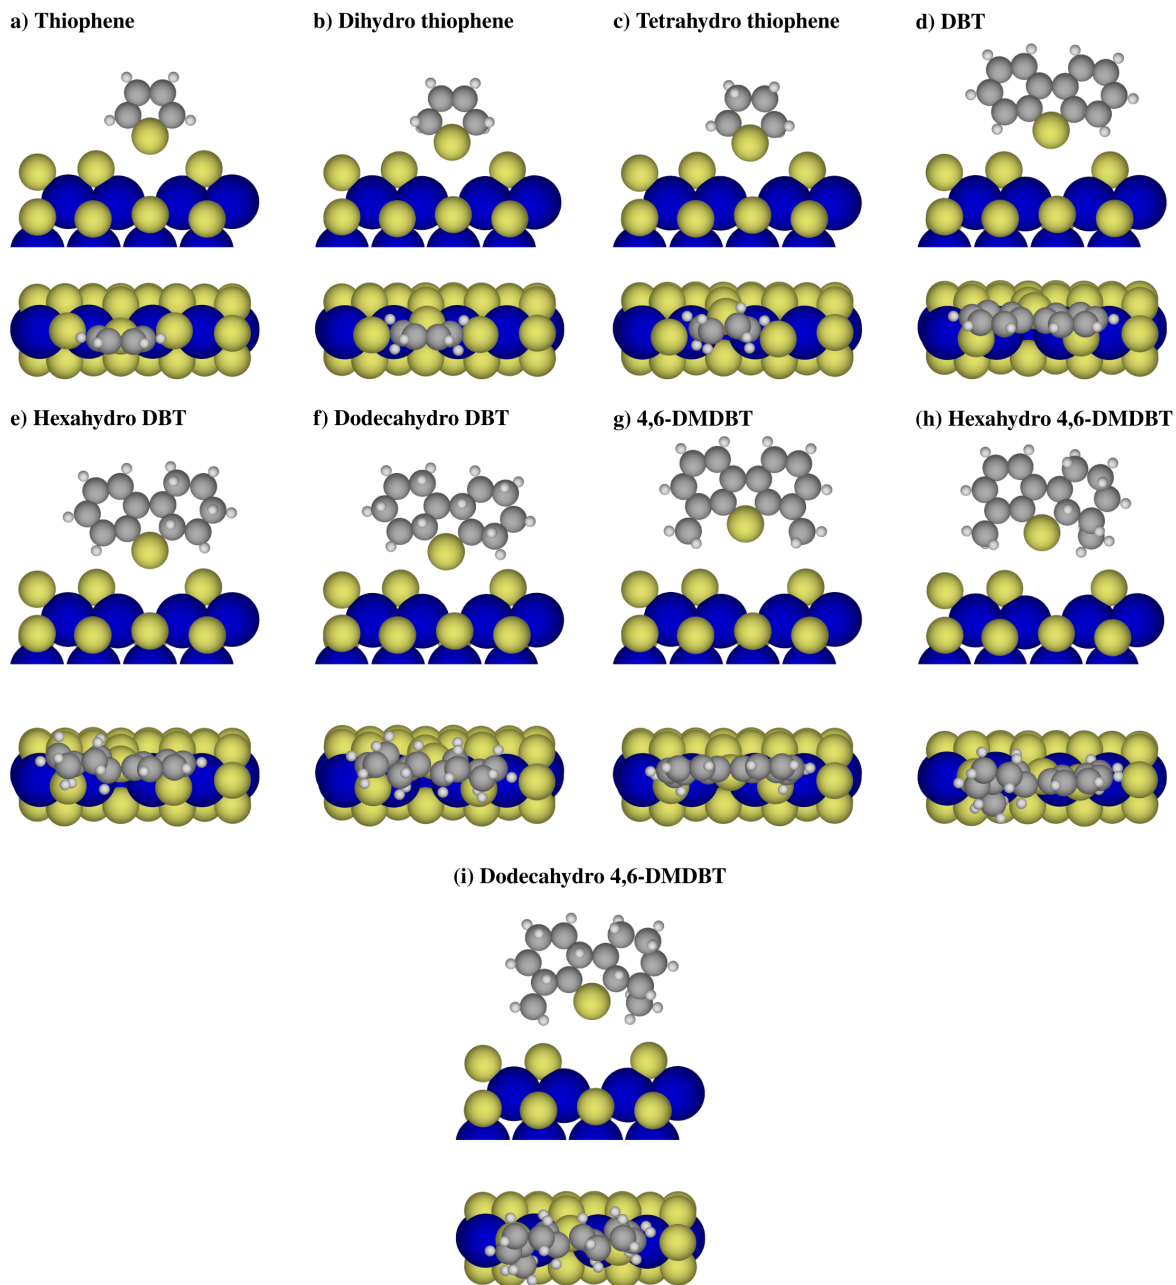 a) Thiophene
b) Dihydro thiophene
c) Tetrahydro thiophene
d) DBT
e) Hexahydro DBT
f) Dodecahydro DBT
g) 4,6-DMDBT
(h) Hexahydro 4,6-DMDBT
(i) Dodecahydro 4,6-DMDBT